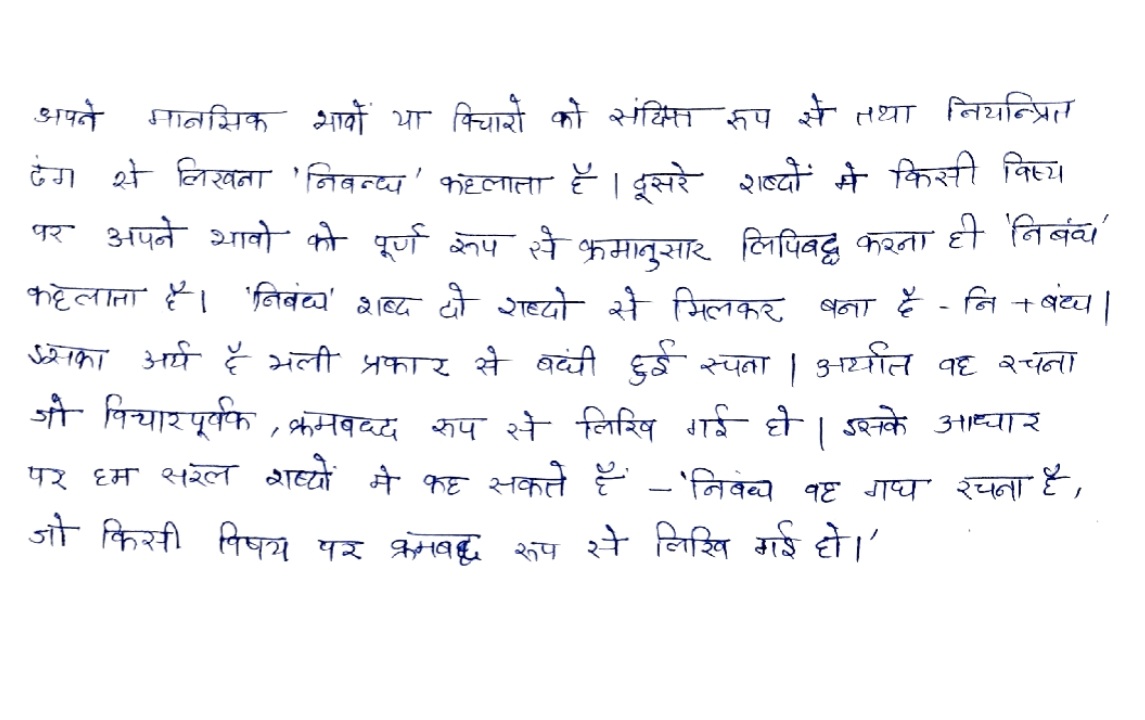 अपने मानसिक भावों या विचारों को संक्षिप्त रूप से तथा नियन्त्रित
ढंग से लिखना 'निबन्ध' कहलाता है । दूसरे शब्दों में किसी विषय
पर अपने भावो को पूर्ण रूप से क्रमानुसार लिपिबद्ध करना ही 'निबंध'
कहलाता है । 'निबंध' शब्द दो शब्दो से मिलकर बना है - नि + बंध ।
इसका अर्थ है भली प्रकार से बंधी हुई रचना । अर्थात वह रचना
जो विचारपूर्वक , क्रमबध्द रूप से लिखि गई हो । इसके आधार
पर हम सरल शब्दों में कह सकते हैं – 'निबंध वह गध रचना है ,
जो किसी विषय पर क्रमबद्ध रूप से लिखि गई हो ।'